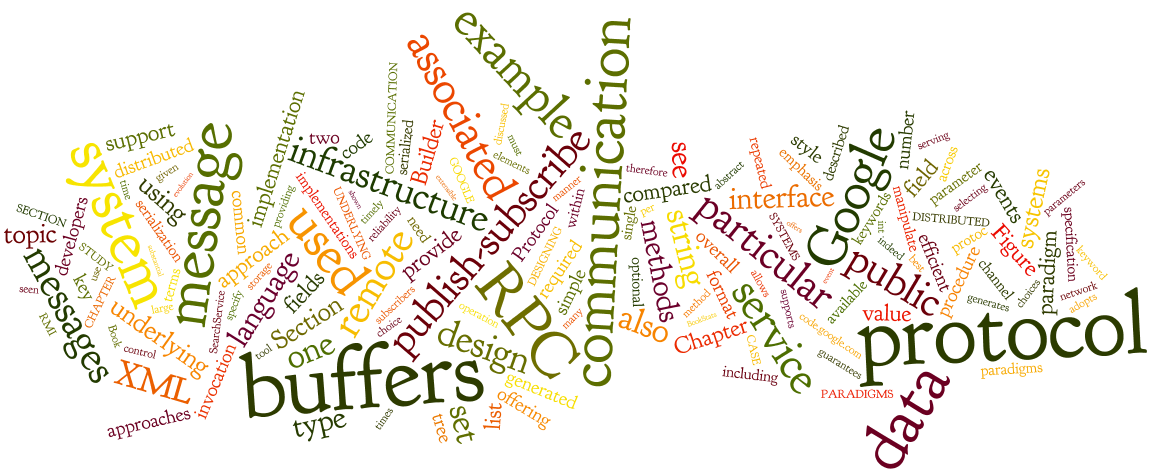 example
associated
communication
COMMUNICATION
implementation
two
code
serialized
Builder
GOOGLE
discussed
must
elements
support
distributed
given
time
system
message
using
serialization
common
providing
infrastructure
implementations
UNDERLYING
shown
timely
reliability
extensible
publish-subscribe
Protocol
manner
within
therefore
see
abstract
compared
repeated
emphasis
style
described
Google
number
serving
across
field
parameter
selecting
events
systems
parameters
SECTION
topic
developers
STUDY
terms
approach
used
remote
need
provide
DESIGNING
required
simple
single
string
particular
interface
SYSTEMS
offers
keywords
int
indeed
manipulate
best
DISTRIBUTED
efficient
protoc
Figure
paradigm
specification
keyword
seen
messages
key
use
CHAPTER
large
storage
language
fields
Section
specify
SearchService
RPC
operation
many
optional
methods
overall
format
allows
method
supports
service
public
available
procedure
channel
choices
generates
network
adopts
RMI
Book
underlying
control
XML
invocation
tool
one
subscribers
choice
buffers
design
also
Chapter
CASE
code.google.com
value
guarantees
protocol
approaches
type
times
tree
set
list
generated
offering
including
PARADIGMS
data
paradigms